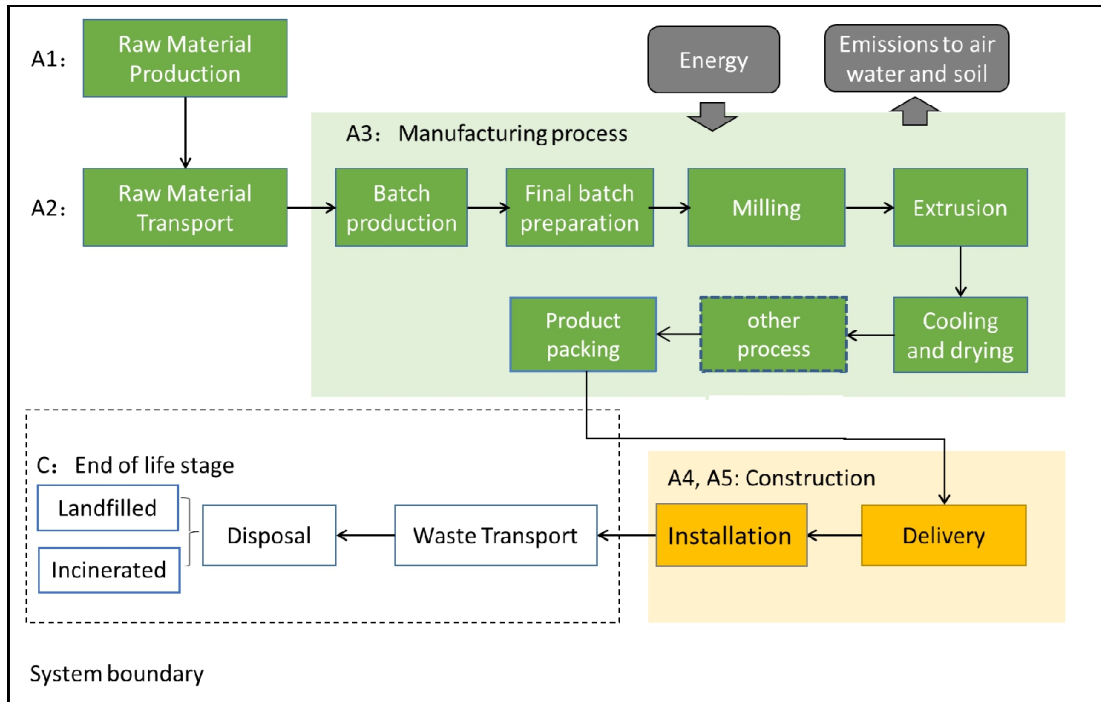 A1:
Raw Material
Production
Energy
Emissions to air
water and soil
A3: Manufacturing process
A2:
Raw Material
Transport
Batch
production
Final batch
preparation
Milling
Extrusion
Product
packing
other
process
Cooling
and drying
C: End of life stage
Landfilled
Incinerated
Disposal
Waste Transport
A4, A5: Construction
Installation
Delivery
System boundary